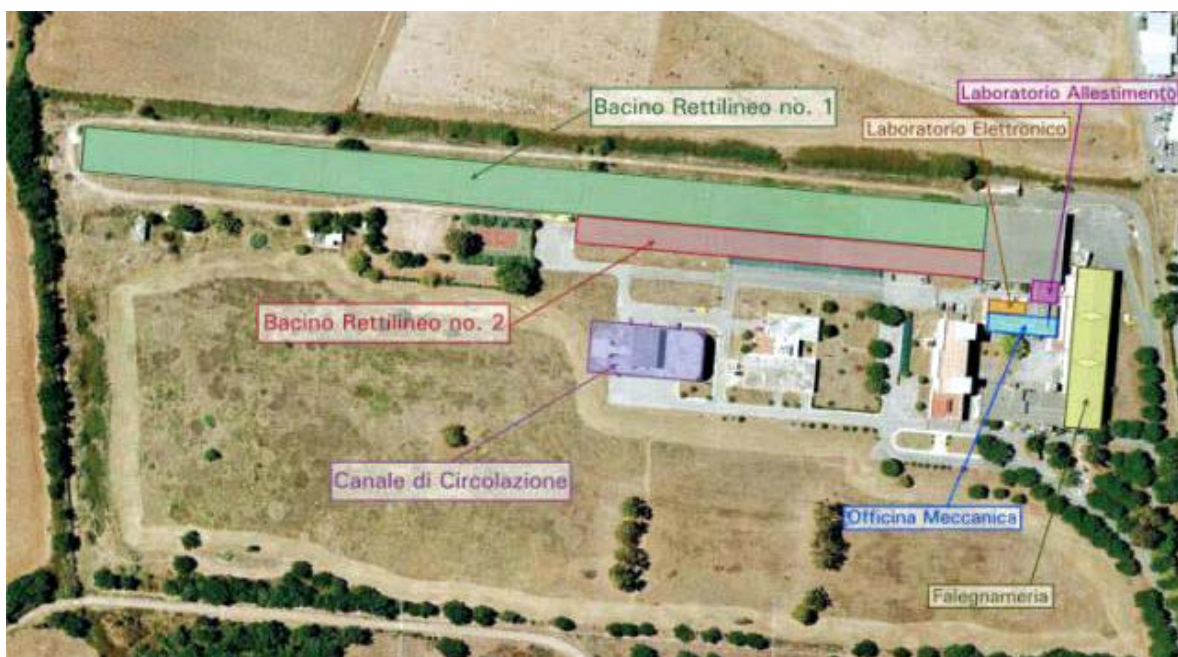 Laboratorio Allestimento
Bacino Rettilineo no. 1
Laboratorio Elettronico
Bacino Rettilineo no. 2
Canale di Circolazione
Officina Meccanica
Falegnameria